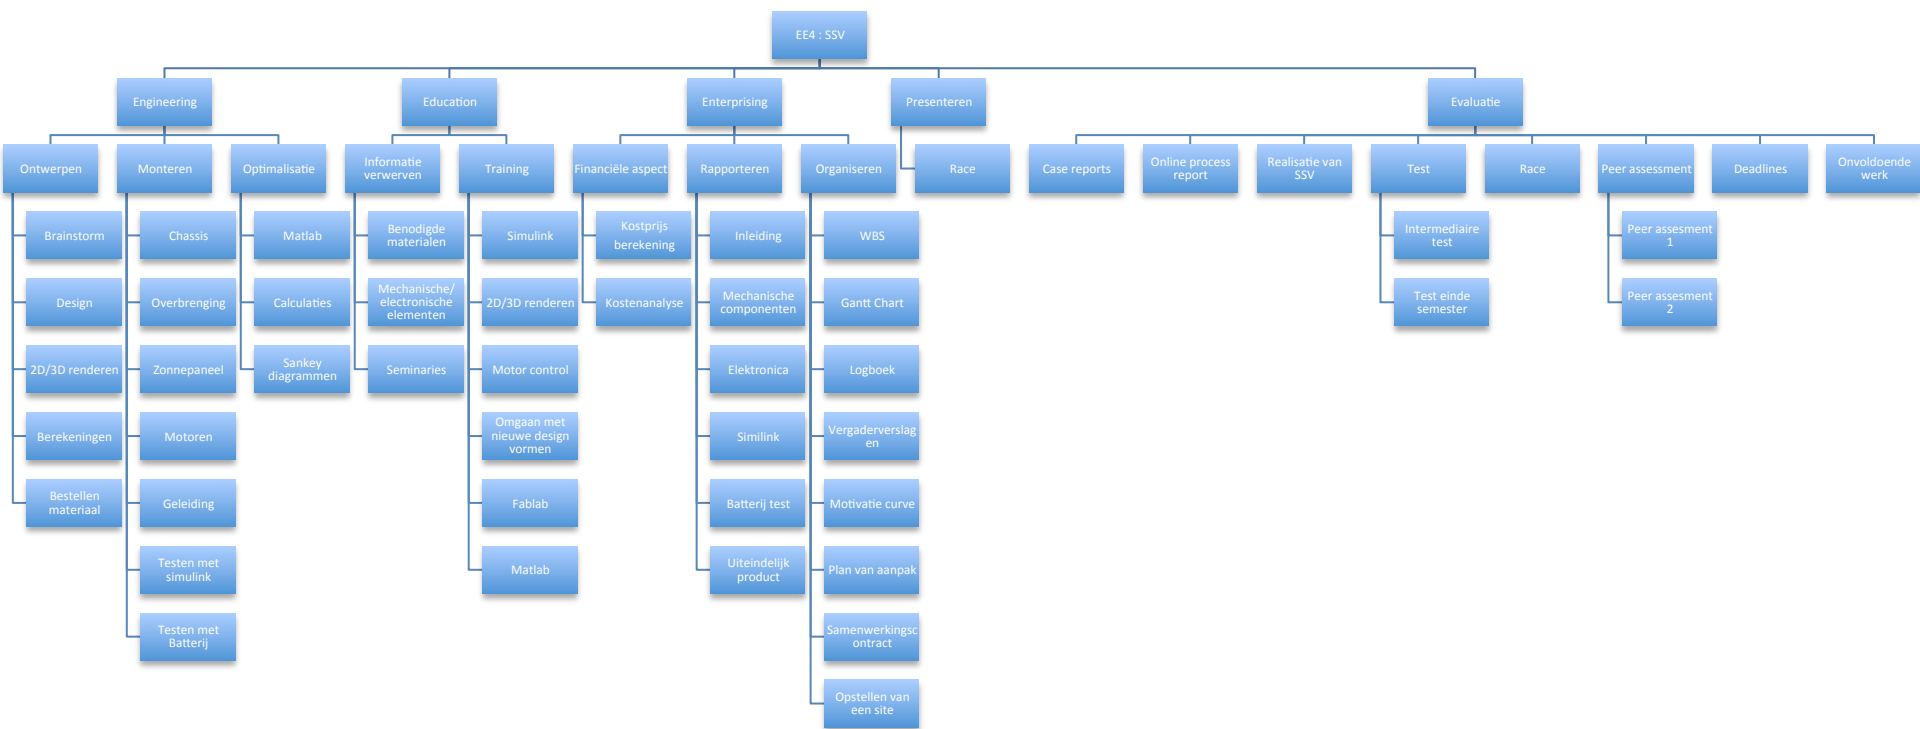 EE4 : SSV
Engineering
Education
Enterprising
Presenteren
Evaluatie
Ontwerpen
Monteren
Optimalisatie
Informatie
verwerven
Training
Financiële aspect
Rapporteren
Organiseren
Race
Case reports
Online process
report
Realisatie van
SSV
Test
Race
Peer assessment
Deadlines
Onvoldoende
werk
Brainstorm
Chassis
Matlab
Benodigde
materialen
Simulink
Kostprijs
berekening
Inleiding
WBS
Intermediaire
test
Peer assesment
1
Design
Overbrenging
Calculaties
Mechanische/
electronische
elementen
2D/3D renderen
Kostenanalyse
Mechanische
componenten
Gantt Chart
Test einde
semester
Peer assesment
2
2D/3D renderen
Zonnepaneel
Sankey
diagrammen
Seminaries
Motor control
Elektronica
Logboek
Berekeningen
Motoren
Omgaan met
nieuwe design
vormen
Similink
Vergaderverslag
en
Bestellen
materiaal
Geleiding
Fablab
Batterij test
Motivatie curve
Testen met
simulink
Matlab
Uiteindelijk
product
Plan van aanpak
Testen met
Batterij
Samenwerkingsc
ontract
Opstellen van
een site